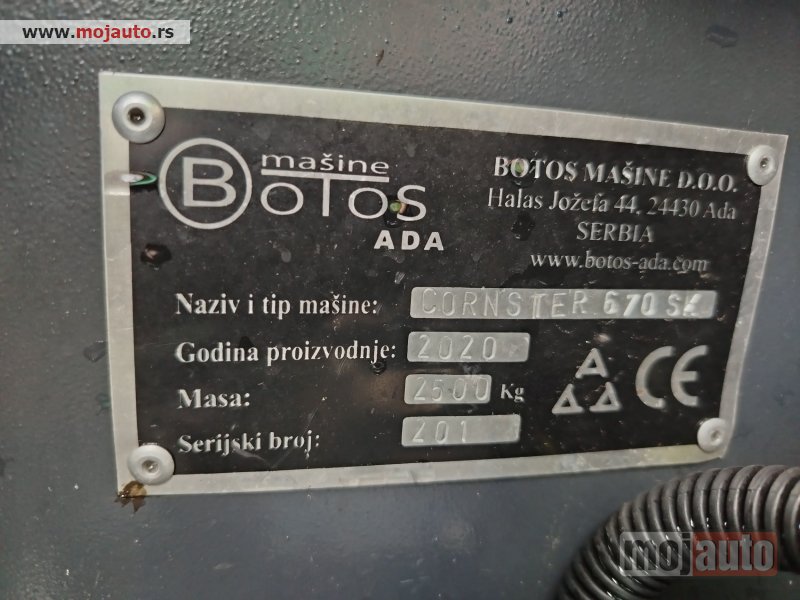 www.mojauto.rs
mašine
BOTOS
ADA
BOTOS MAŠINE D.O.O.
Halas Jožefa 44, 24430 Ada
SERBIA
www.botos-ada.com
Naziv i tip mašine: CORNSTER 670 SK
Godina proizvodnje: 2020
Masa: 2500 Kg
Serijski broj: 201
CE
mojauto